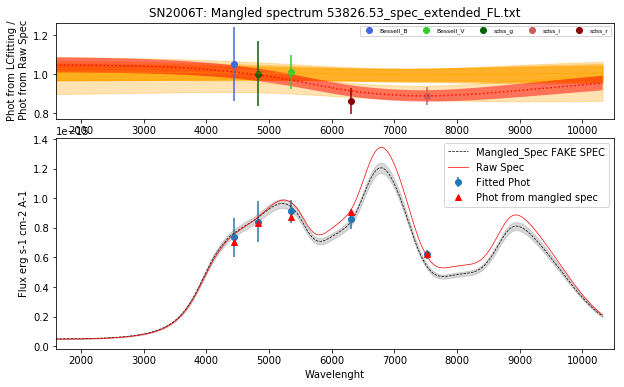 SN2006T: Mangled spectrum 53826.53_spec_extended_FL.txt
Phot from LCfitting /
Phot from Raw Spec
1.2
1.0
0.8
Bessell_B
Bessell_V
sdss_g
sdss_i
sdss_r
2000 3000 4000 5000 6000 7000 8000 9000 10000
Flux erg s-1 cm-2 A-1
1.4
1.2
1.0
0.8
0.6
0.4
0.2
0.0
Mangled_Spec FAKE SPEC
Raw Spec
Fitted Phot
Phot from mangled spec
2000 3000 4000 5000 6000 7000 8000 9000 10000
Wavelenght